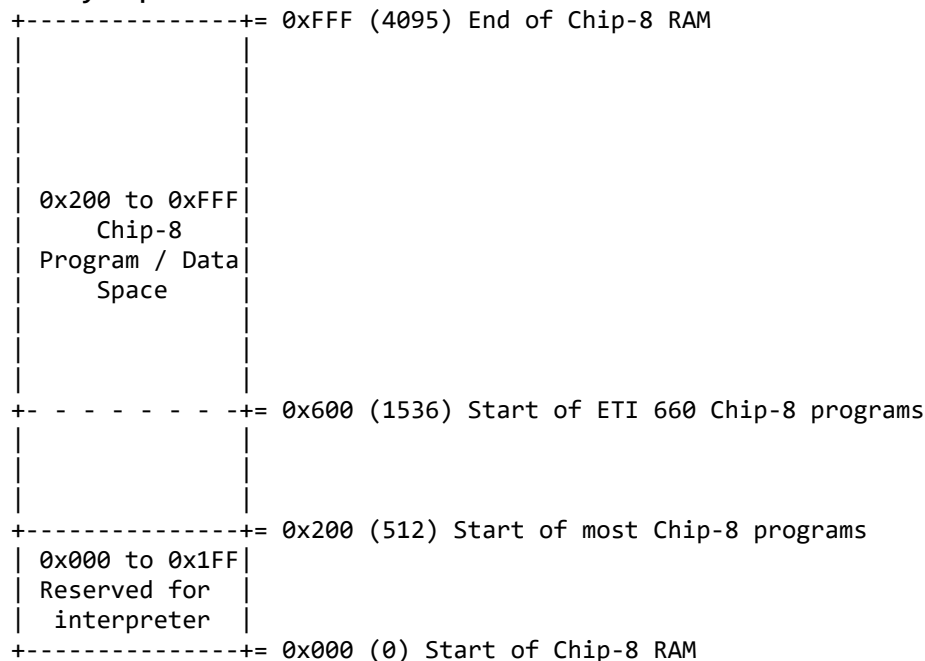 +---------------+= 0xFFF (4095) End of Chip-8 RAM
|               |
|               |
|               |
|               |
|               |
| 0x200 to 0xFFF|
|     Chip-8    |
| Program / Data|
|     Space     |
|               |
|               |
|               |
+- - - - - - - -+= 0x600 (1536) Start of ETI 660 Chip-8 programs
|               |
|               |
|               |
+---------------+= 0x200 (512) Start of most Chip-8 programs
| 0x000 to 0x1FF|
| Reserved for  |
|  interpreter  |
+---------------+= 0x000 (0) Start of Chip-8 RAM